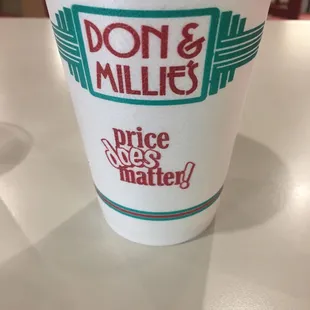 DON &
MILLIE'S
price
does
matter!